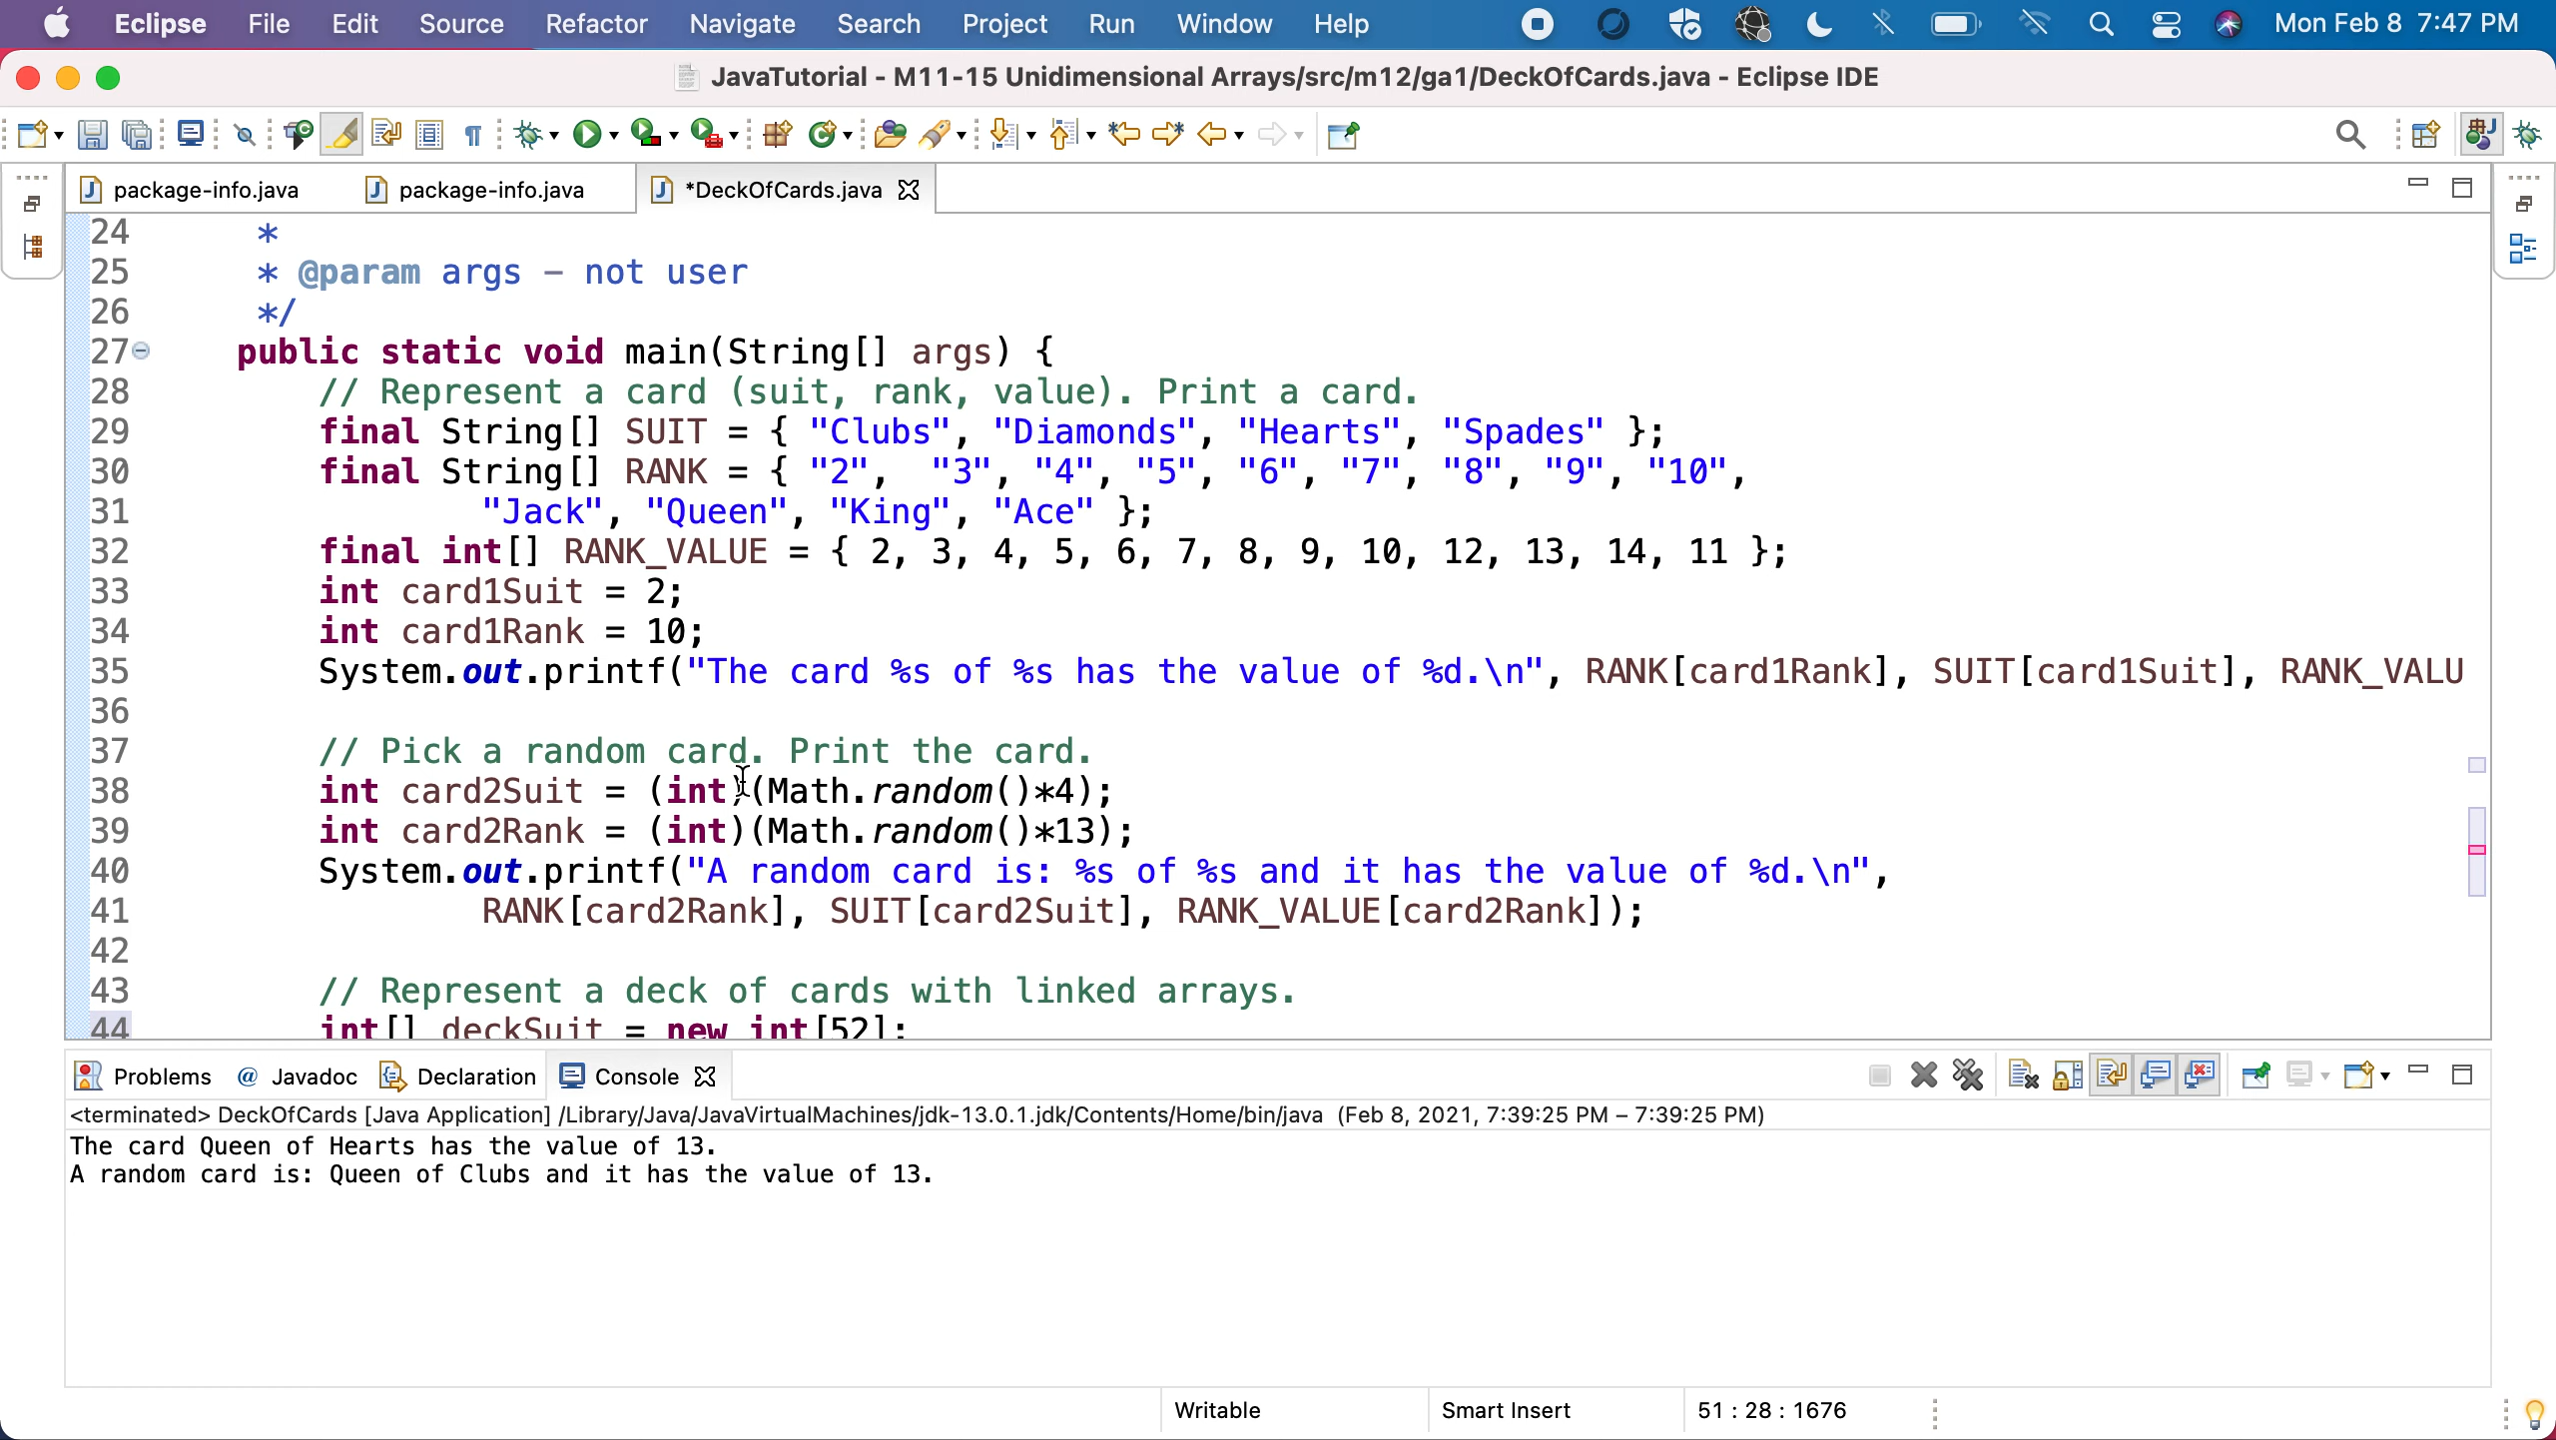 Eclipse File Edit Source Refactor Navigate Search Project Run Window Help Mon Feb 8 7:47 PM
JavaTutorial - M11-15 Unidimensional Arrays/src/m12/ga1/DeckOfCards.java - Eclipse IDE
package-info.java package-info.java *DeckOfCards.java
24 *
25 * @param args – not user
26 */
27 public static void main(String[] args) {
28 // Represent a card (suit, rank, value). Print a card.
29 final String[] SUIT = { "Clubs", "Diamonds", "Hearts", "Spades" };
30 final String[] RANK = { "2", "3", "4", "5", "6", "7", "8", "9", "10",
31 "Jack", "Queen", "King", "Ace" };
32 final int[] RANK_VALUE = { 2, 3, 4, 5, 6, 7, 8, 9, 10, 12, 13, 14, 11 };
33 int card1Suit = 2;
34 int card1Rank = 10;
35 System.out.printf("The card %s of %s has the value of %d.\n", RANK[card1Rank], SUIT[card1Suit], RANK_VALU
36
37 // Pick a random card. Print the card.
38 int card2Suit = (int)(Math.random()*4);
39 int card2Rank = (int)(Math.random()*13);
40 System.out.printf("A random card is: %s of %s and it has the value of %d.\n",
41 RANK[card2Rank], SUIT[card2Suit], RANK_VALUE[card2Rank]);
42
43 // Represent a deck of cards with linked arrays.
44 int[] deckSuit = new int[52];
Problems @ Javadoc Declaration Console
<terminated> DeckOfCards [Java Application] /Library/Java/JavaVirtualMachines/jdk-13.0.1.jdk/Contents/Home/bin/java (Feb 8, 2021, 7:39:25 PM – 7:39:25 PM)
The card Queen of Hearts has the value of 13.
A random card is: Queen of Clubs and it has the value of 13.
Writable Smart Insert 51 : 28 : 1676